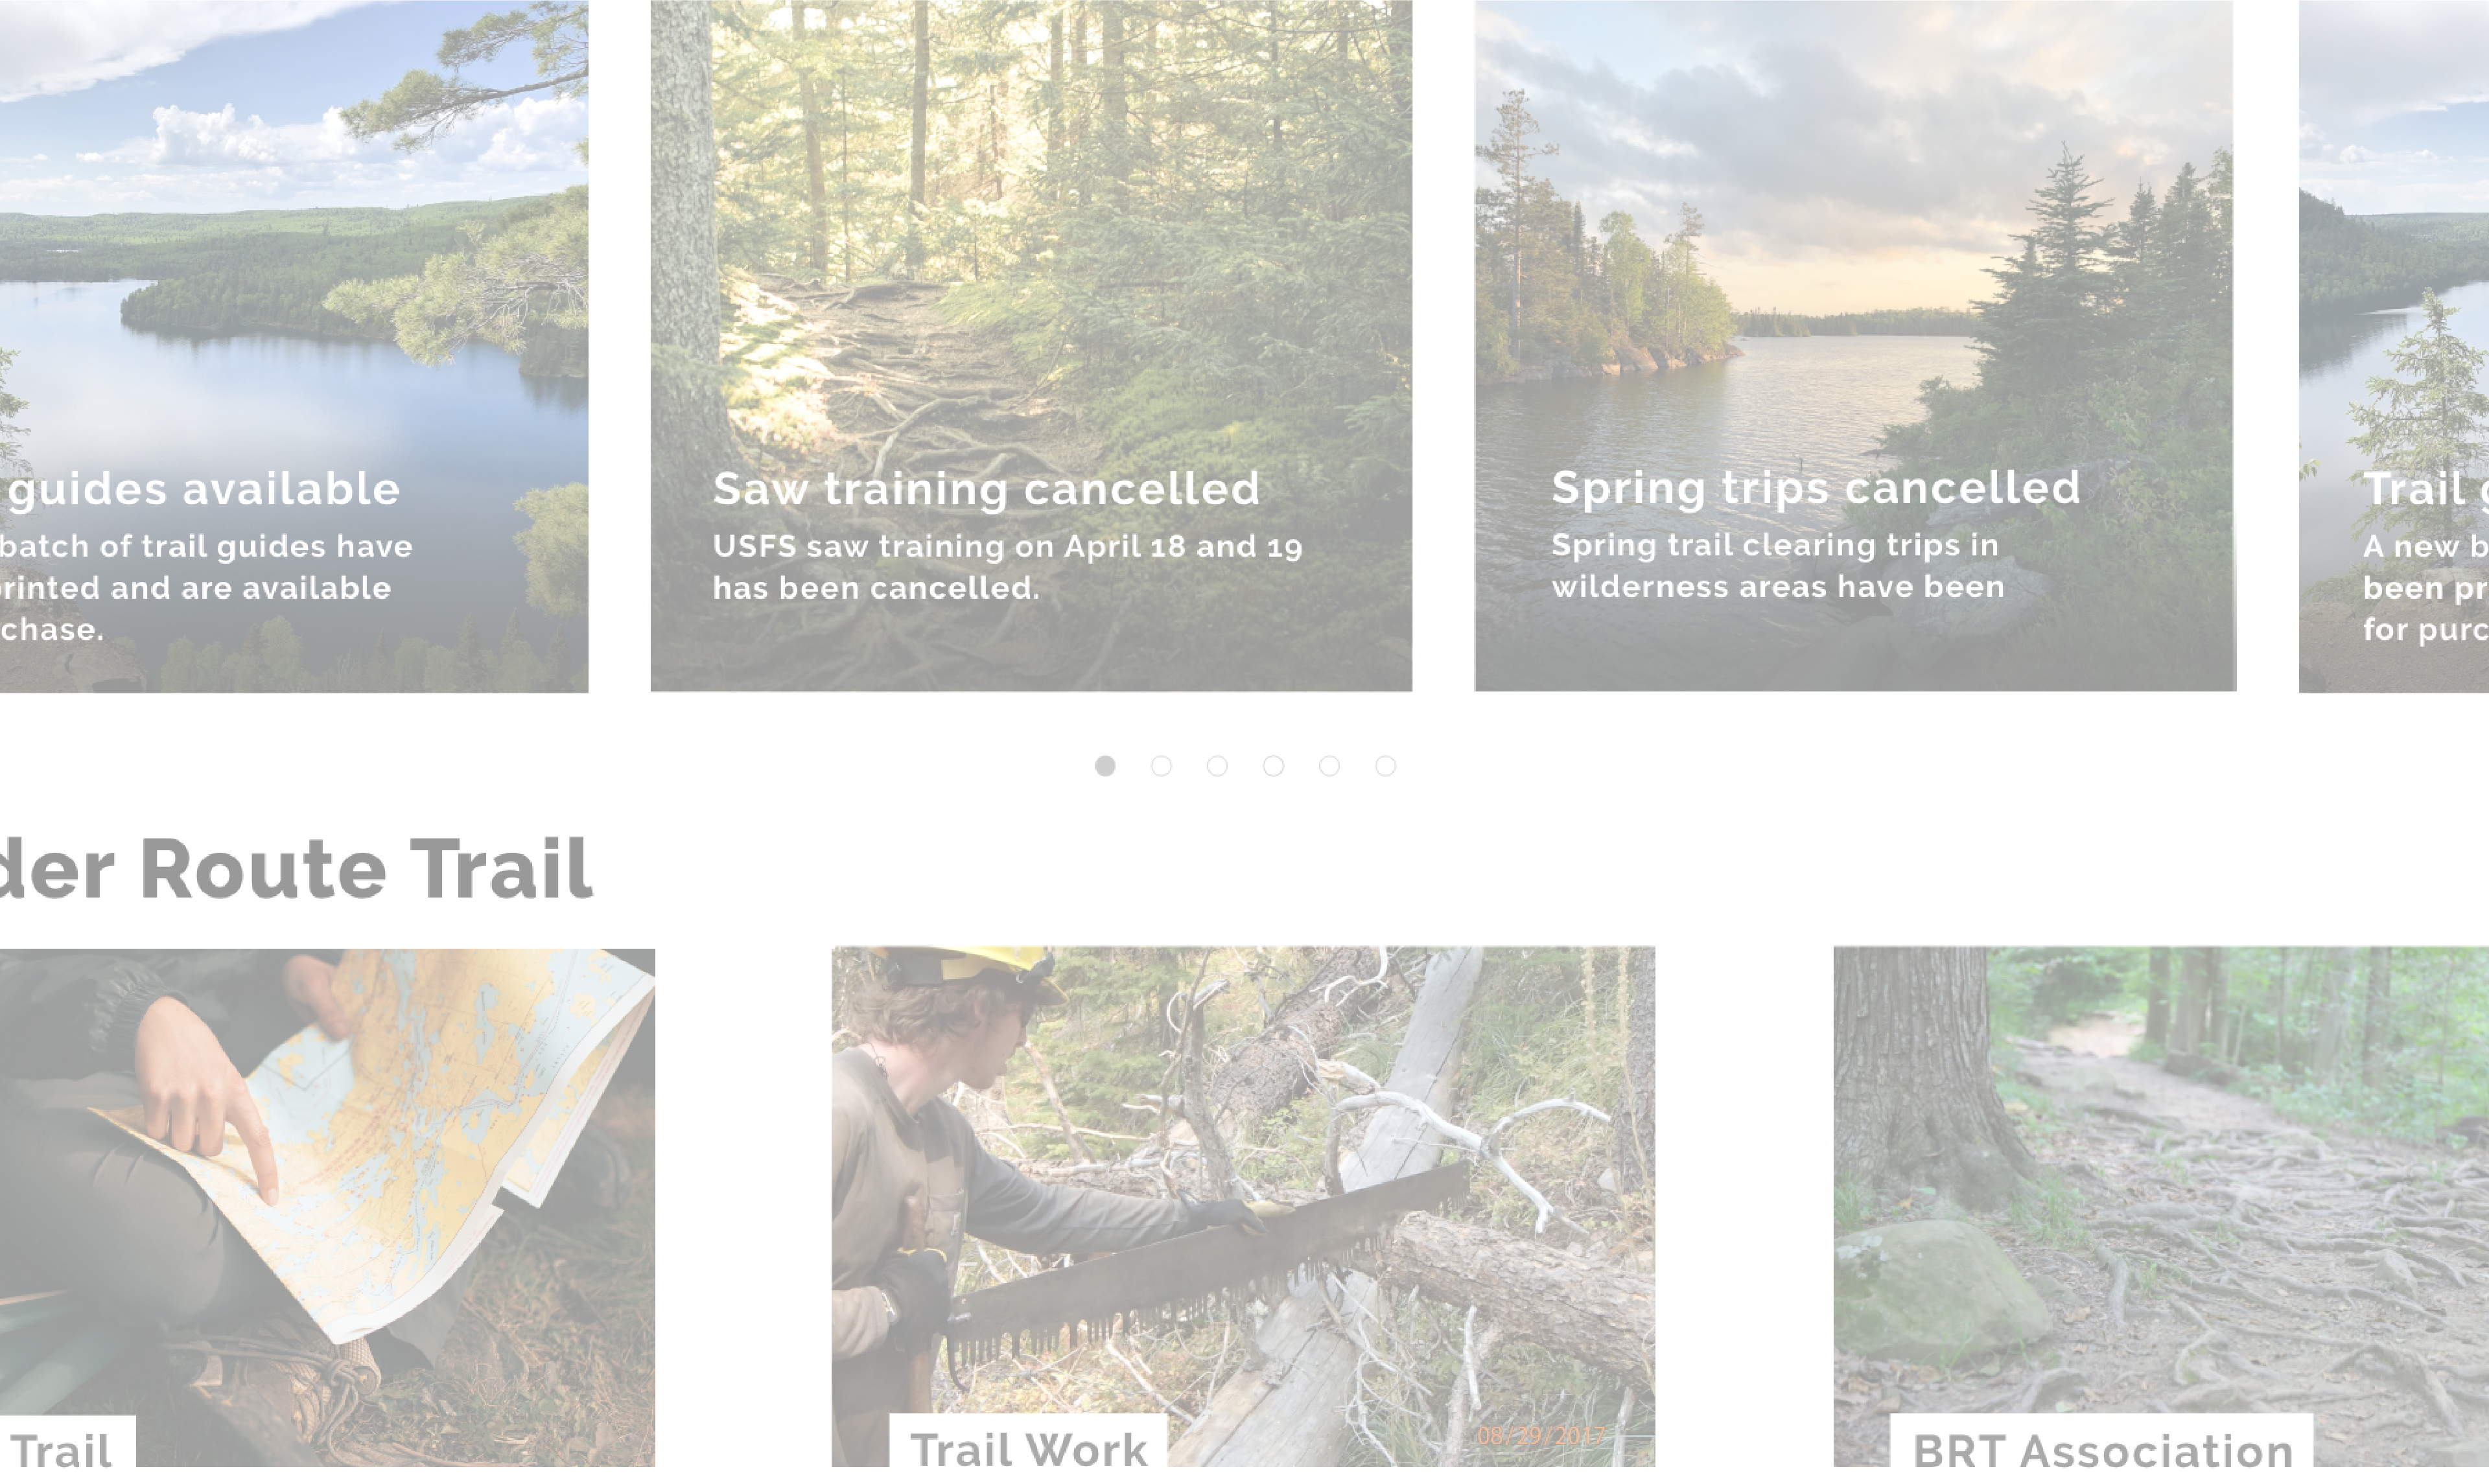 guides available
batch of trail guides have
printed and are available
chase.
Saw training cancelled
USFS saw training on April 18 and 19
has been cancelled.
Spring trips cancelled
Spring trail clearing trips in
wilderness areas have been
Trail
A new b
been pr
for purc
der Route Trail
Trail
Trail Work
08/29/2017
BRT Association